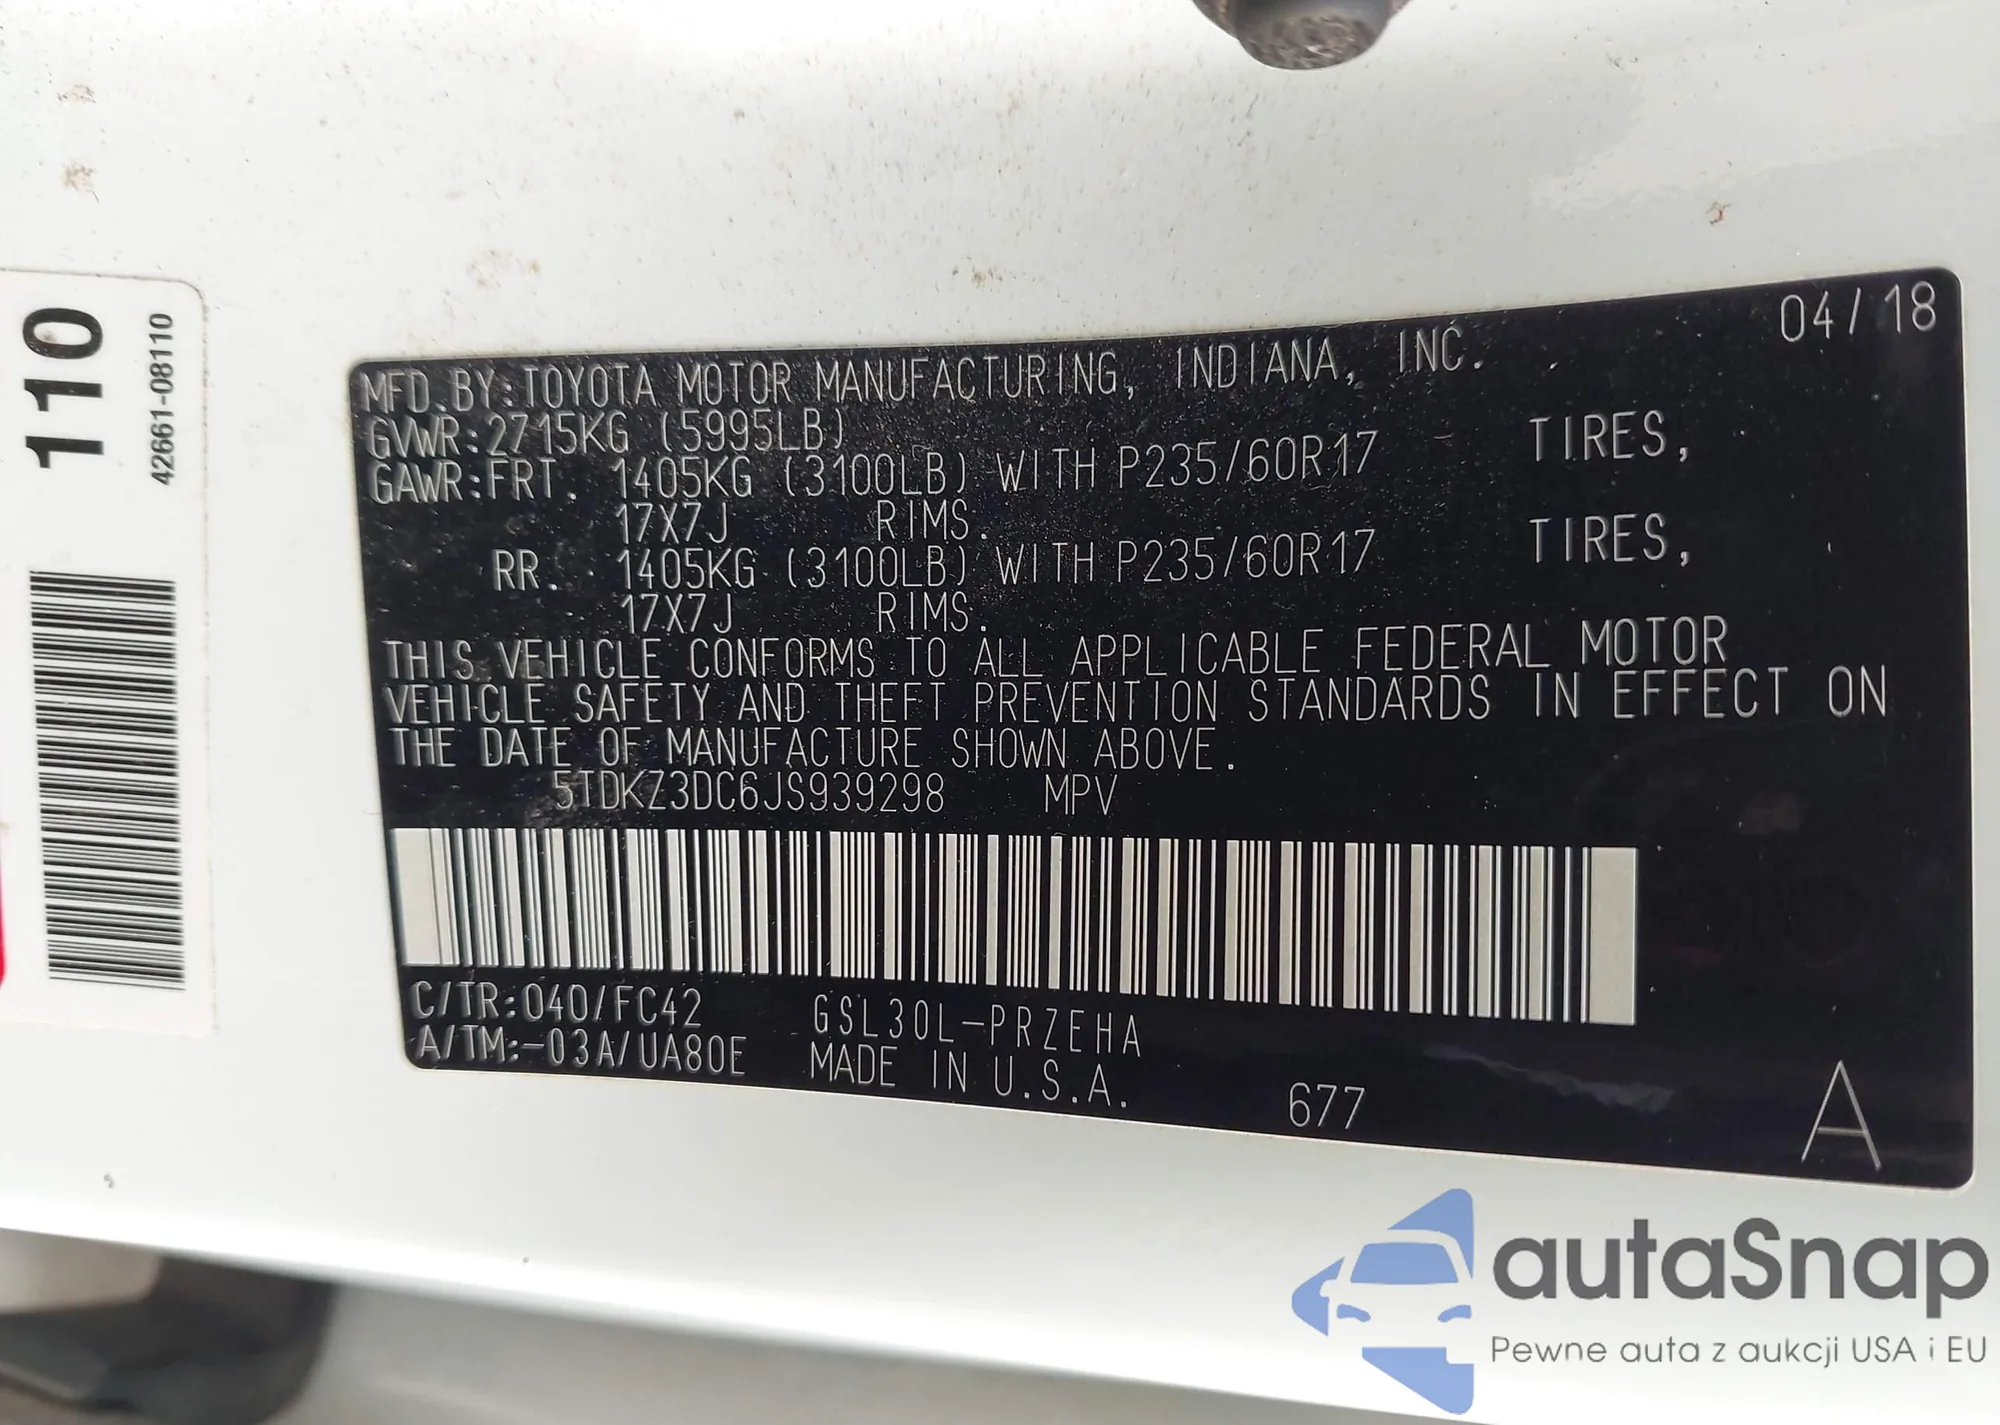 110
42661-08110
04/18
MFD.BY:TOYOTA MOTOR MANUFACTURING, INDIANA, INC.
GVWR:2715KG (5995LB)
GAWR:FRT. 1405KG (3100LB) WITH P235/60R17 TIRES,
17X7J RIMS.
RR. 1405KG (3100LB) WITH P235/60R17 TIRES,
17X7J RIMS.
THIS VEHICLE CONFORMS TO ALL APPLICABLE FEDERAL MOTOR
VEHICLE SAFETY AND THEFT PREVENTION STANDARDS IN EFFECT ON
THE DATE OF MANUFACTURE SHOWN ABOVE.
5TDKZ3DC6JS939298 MPV
C/TR:040/FC42 GSL30L-PRZEHA
A/TM:-03A/UA80E MADE IN U.S.A.
677
A
autaSnap
Pewne auta z aukcji USA i EU